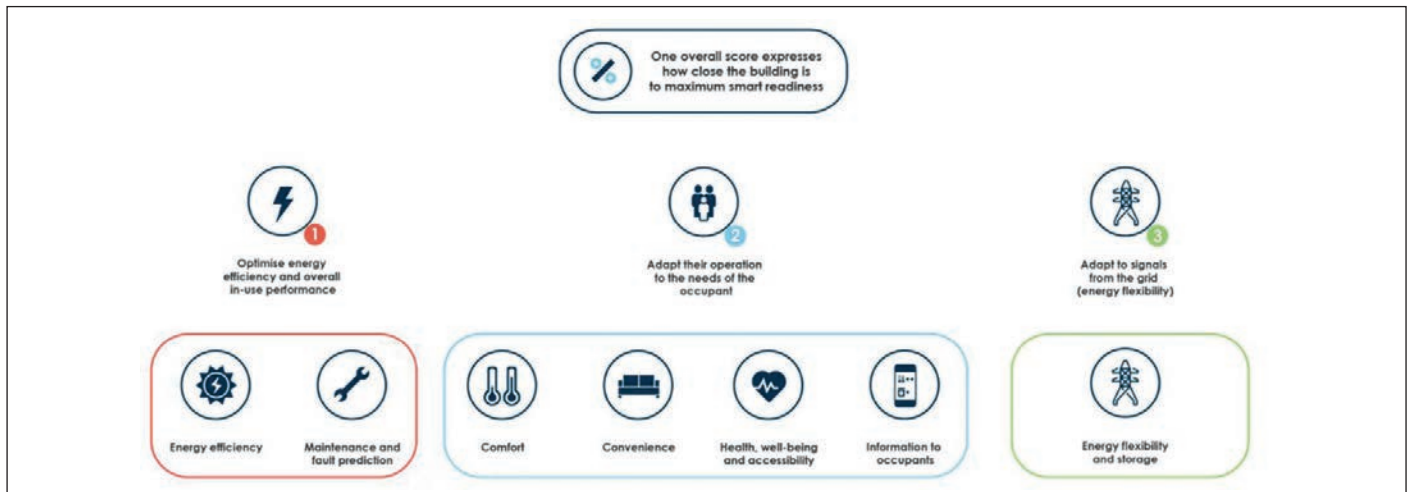 One overall score expresses
how close the building is
to maximum smart readiness
1
Optimise energy
efficiency and overall
in-use performance
2
Adapt their operation
to the needs of the
occupant
3
Adapt to signals
from the grid
(energy flexibility)
Energy efficiency
Maintenance and
fault prediction
Comfort
Convenience
Health, well-being
and accessibility
Information to
occupants
Energy flexibility
and storage